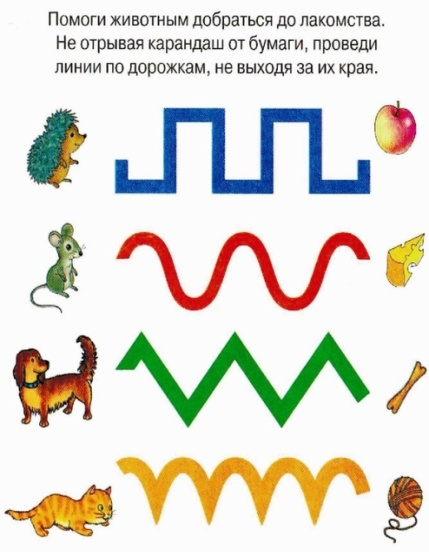 Помоги животным добраться до лакомства.
Не отрывая карандаш от бумаги, проведи
линии по дорожкам, не выходя за их края.